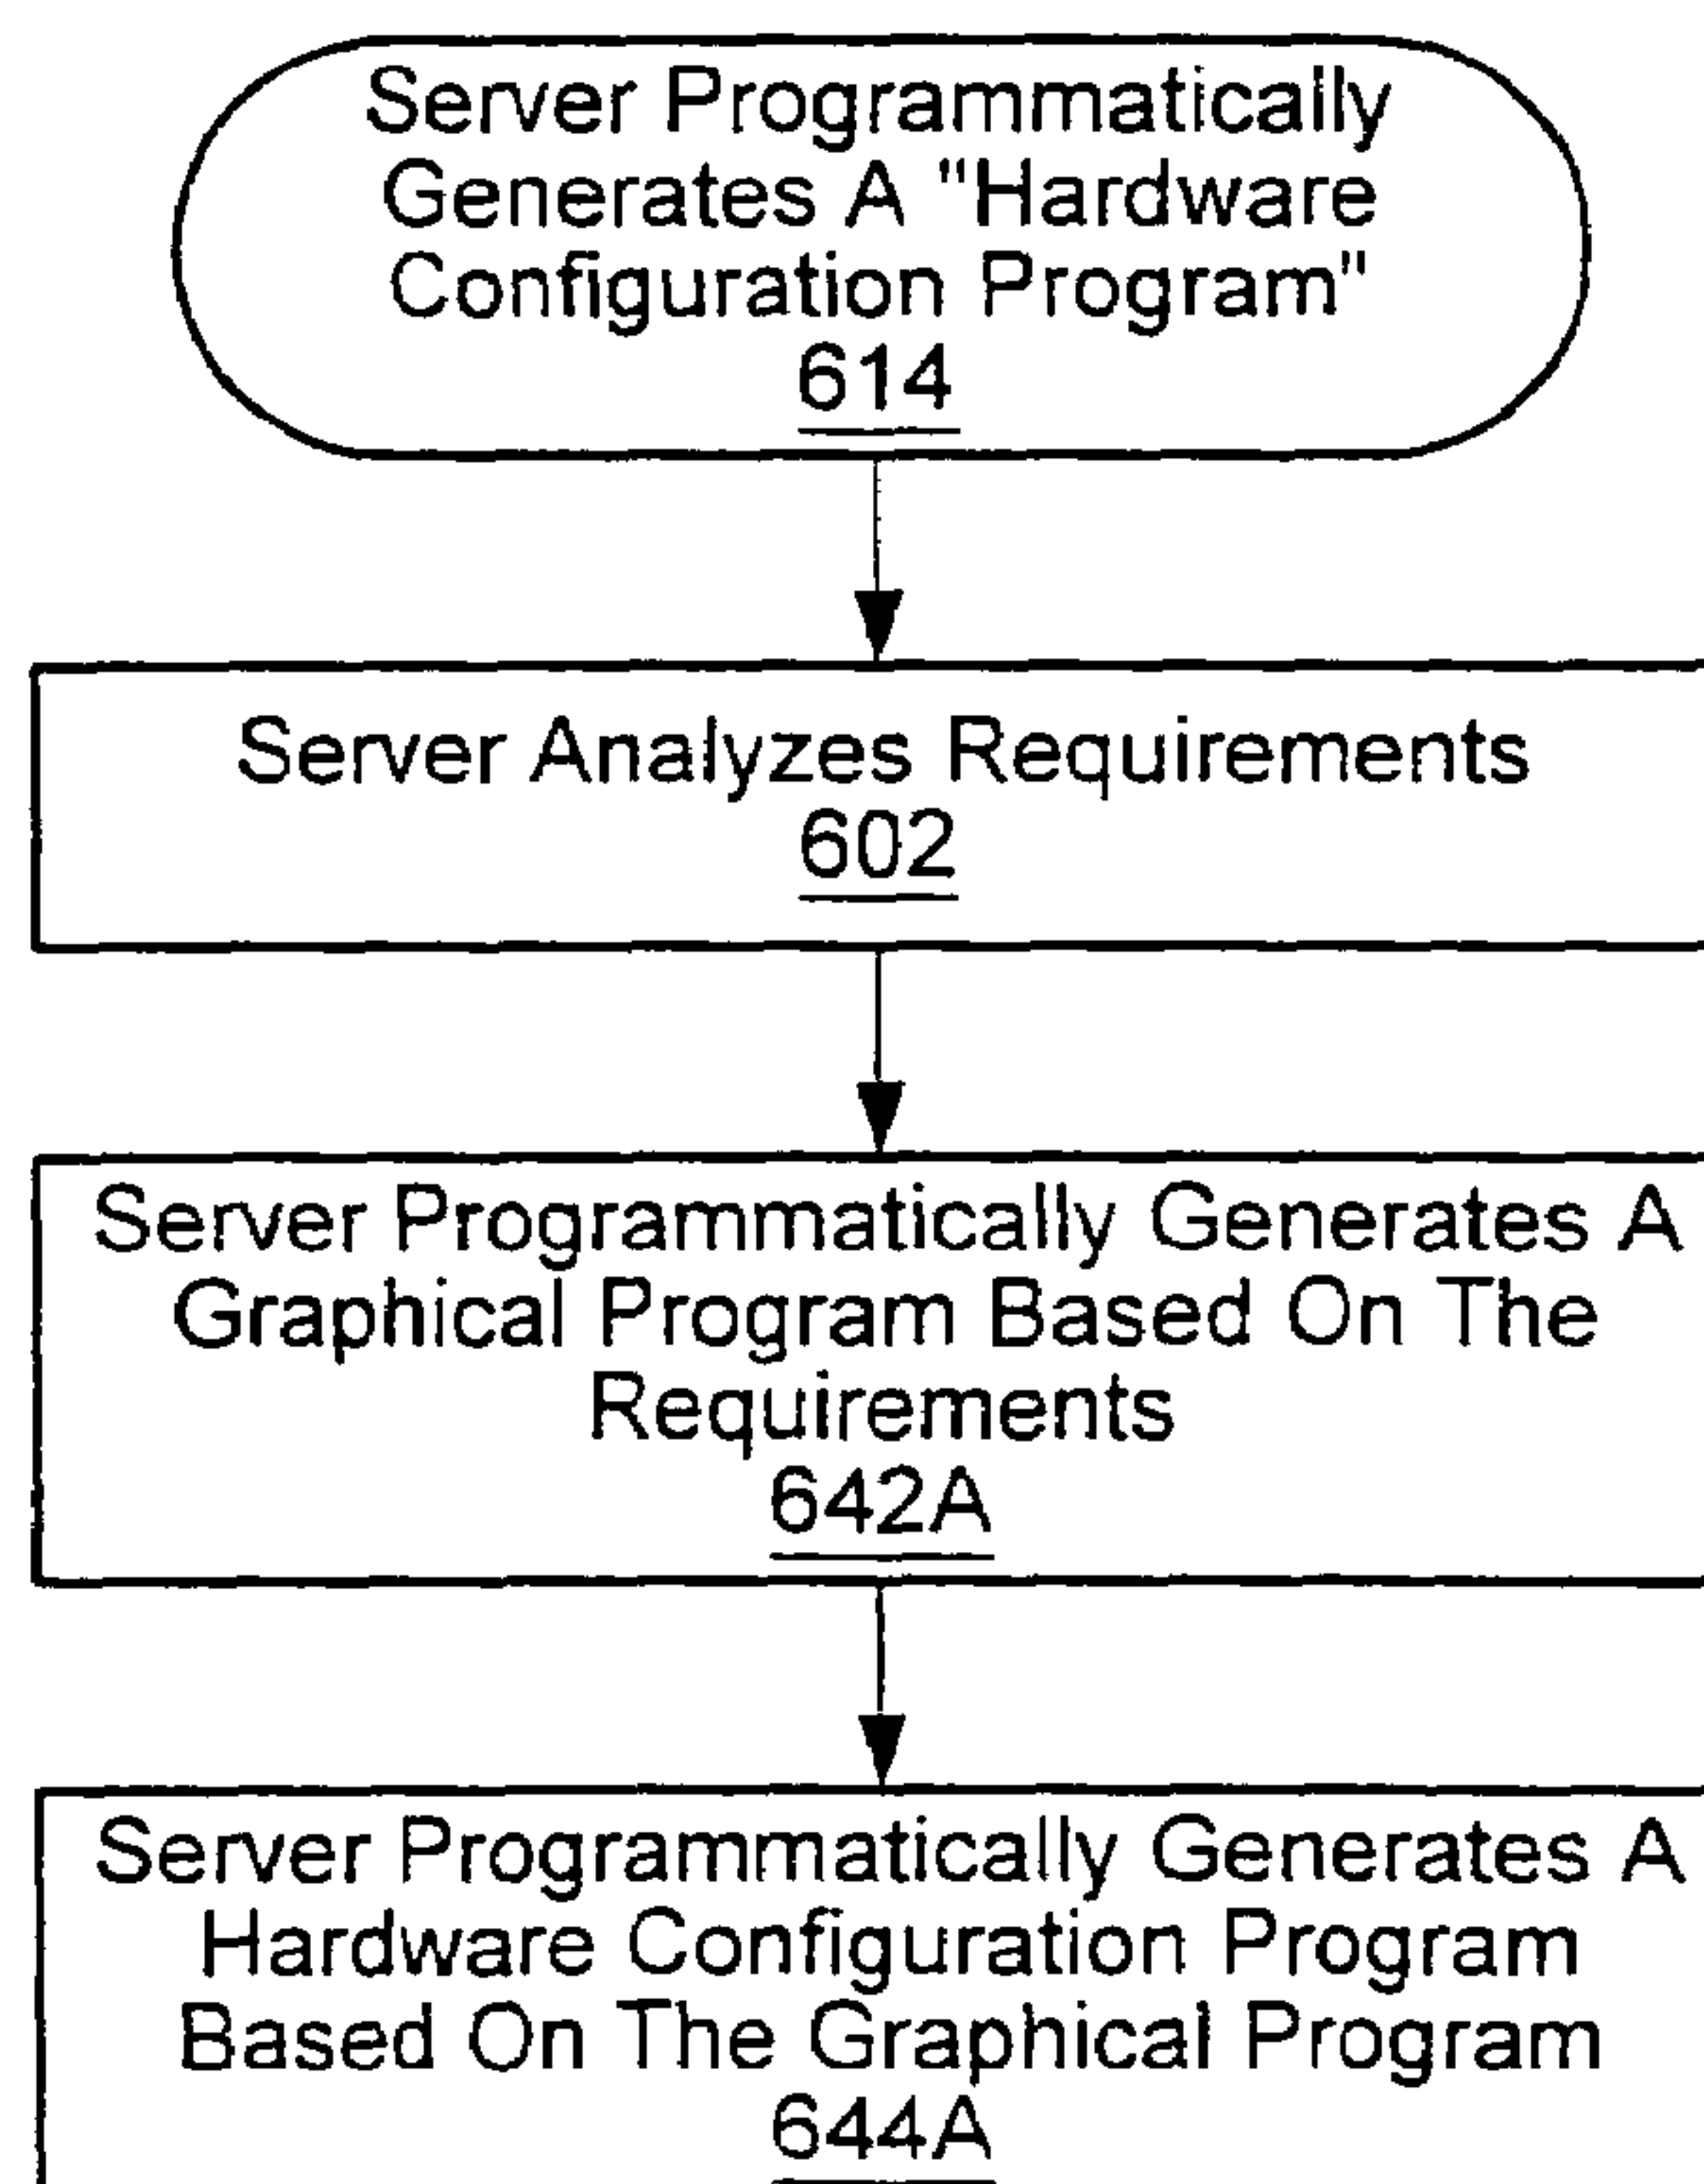 Server Programmatically
Generates A "Hardware
Configuration Program"
614
Server Analyzes Requirements
602
Server Programmatically Generates A
Graphical Program Based On The
Requirements
642A
Server Programmatically Generates A
Hardware Configuration Program
Based On The Graphical Program
644A